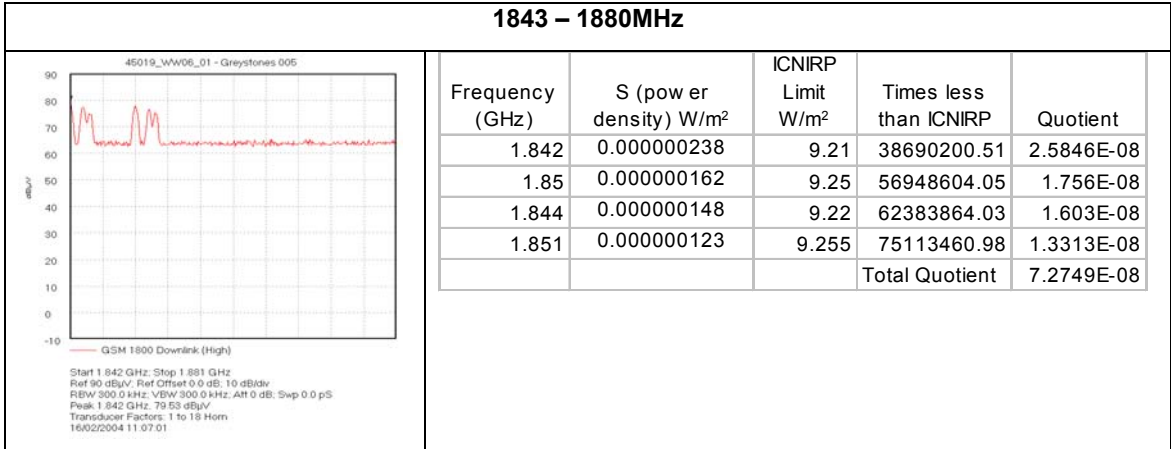 1843 – 1880MHz
45019_WW06_01 - Greystones 005
90
80
70
60
50
40
30
20
10
0
-10
dBµV
GSM 1800 Downlink (High)
Start 1.842 GHz; Stop 1.881 GHz
Ref 90 dBµV; Ref Offset 0.0 dB; 10 dB/div
RBW 300.0 kHz; VBW 300.0 kHz; Att 0 dB; Swp 0.0 pS
Peak 1.842 GHz, 79.53 dBµV
Transducer Factors: 1 to 18 Horn
16/02/2004 11:07:01
Frequency (GHz) S (pow er density) W/m² ICNIRP Limit W/m² Times less than ICNIRP Quotient
1.842 0.000000238 9.21 38690200.51 2.5846E-08
1.85 0.000000162 9.25 56948604.05 1.756E-08
1.844 0.000000148 9.22 62383864.03 1.603E-08
1.851 0.000000123 9.255 75113460.98 1.3313E-08
Total Quotient 7.2749E-08